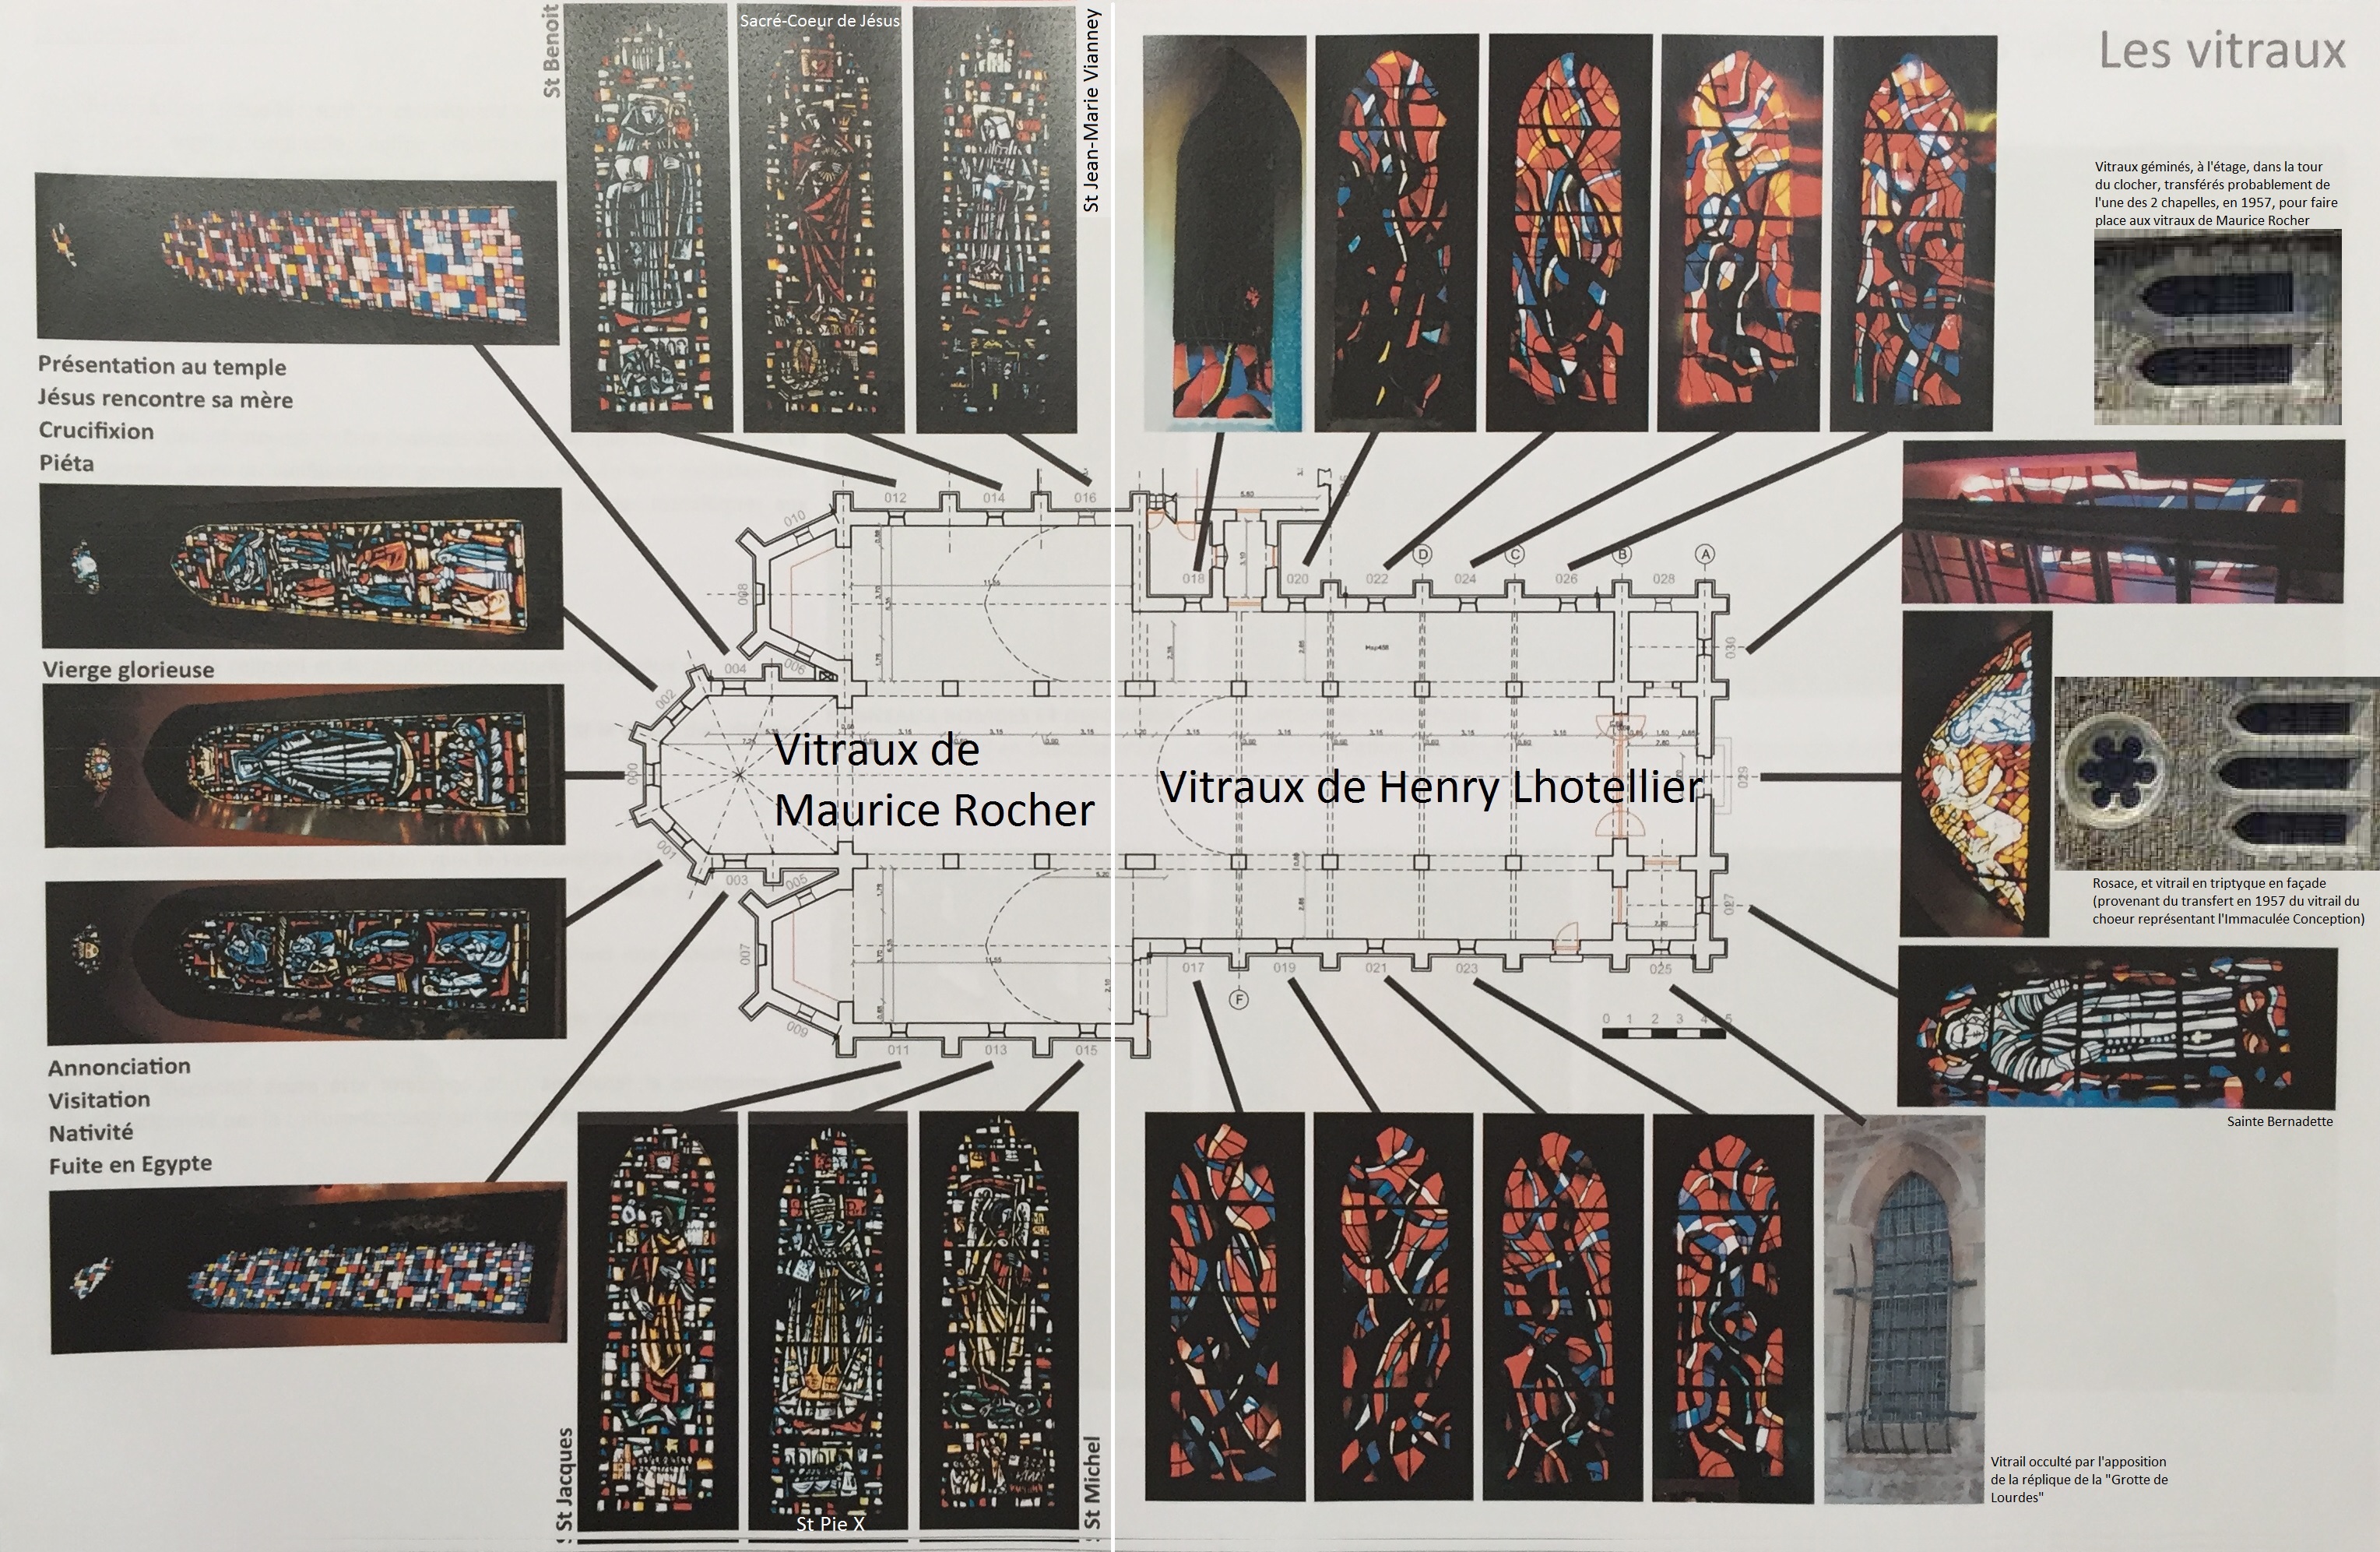 Les vitraux
St Benoit
Sacré-Coeur de Jésus
St Jean-Marie Vianney
Vitraux géminés, à l'étage, dans la tour
du clocher, transférés probablement de
l'une des 2 chapelles, en 1957, pour faire
place aux vitraux de Maurice Rocher
Présentation au temple
Jésus rencontre sa mère
Crucifixion
Piéta
Vierge glorieuse
Annonciation
Visitation
Nativité
Fuite en Egypte
012
014
016
010
008
006
004
002
000
001
003
005
007
009
011
013
015
018
020
022
024
026
028
030
029
027
D
C
B
A
F
017
019
021
023
025
0 1 2 3 4 5
Vitraux de
Maurice Rocher
Vitraux de Henry Lhotellier
Rosace, et vitrail en triptyque en façade
(provenant du transfert en 1957 du vitrail du
choeur représentant l'Immaculée Conception)
Sainte Bernadette
St Jacques
St Pie X
St Michel
Vitrail occulté par l'apposition
de la réplique de la "Grotte de
Lourdes"